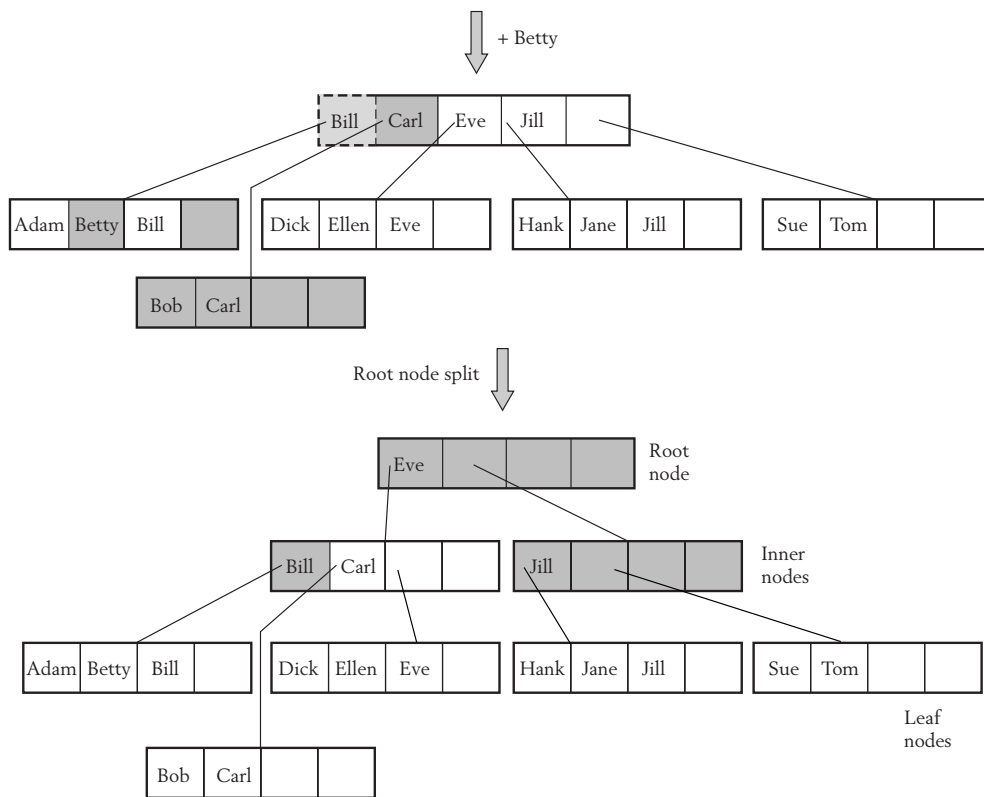 + Betty
Bill Carl Eve Jill
Adam Betty Bill Dick Ellen Eve Hank Jane Jill Sue Tom
Bob Carl
Root node split
Eve
Root
node
Bill Carl Jill
Inner
nodes
Adam Betty Bill Dick Ellen Eve Hank Jane Jill Sue Tom
Leaf
nodes
Bob Carl